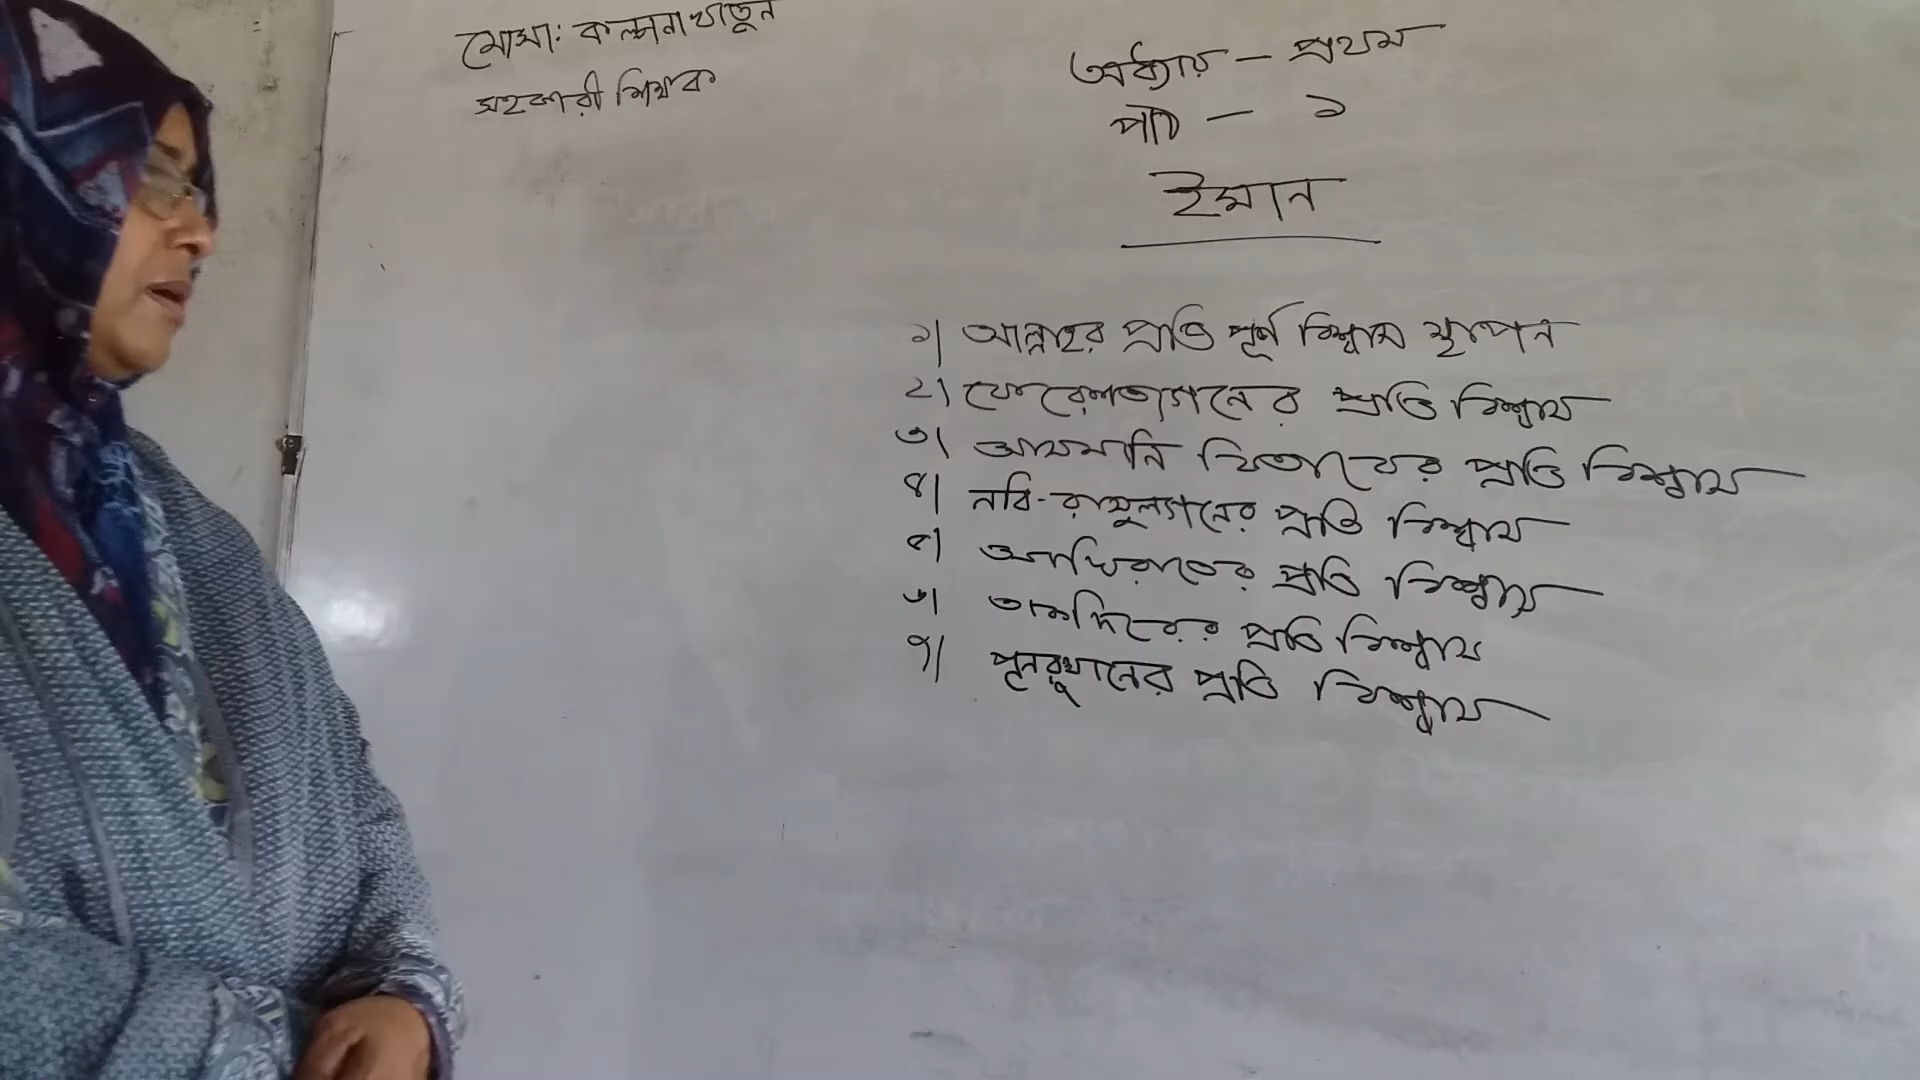 মোসা: কল্পনা খাতুন
সহকারী শিক্ষক
অধ্যায় – প্রথম
পাঠ – ১
ইমান
১। আল্লাহর প্রতি পূর্ণ বিশ্বাস স্থাপন
২। ফেরেশতাগনের প্রতি বিশ্বাস
৩। আসমানি কিতাবের প্রতি বিশ্বাস
৪। নবি-রাসুলগনের প্রতি বিশ্বাস
৫। আখিরাতের প্রতি বিশ্বাস
৬। তাকদিরের প্রতি বিশ্বাস
৭। পুনরুত্থানের প্রতি বিশ্বাস